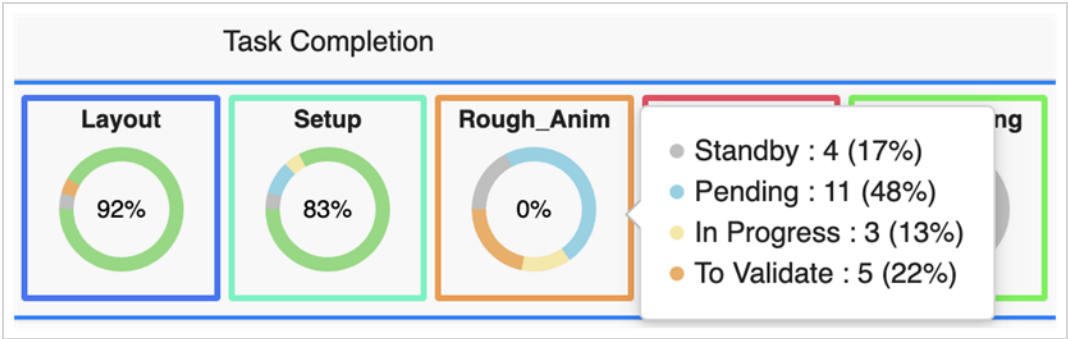 Task Completion
Layout
Setup
Rough_Anim
ng
92%
83%
0%
Standby : 4 (17%)
Pending : 11 (48%)
In Progress : 3 (13%)
To Validate : 5 (22%)